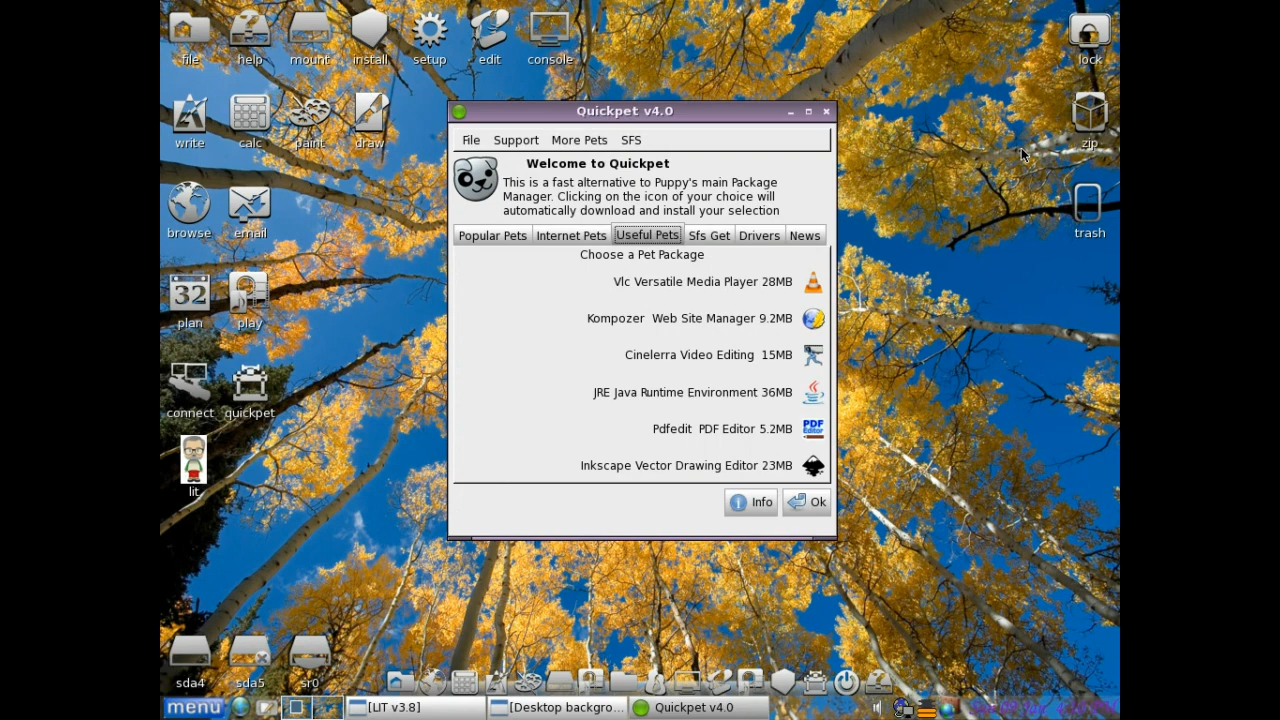 file help mount install setup edit console
lock
write calc paint draw
zip
browse email
trash
32
plan play
connect quickpet
lit
Quickpet v4.0
File Support More Pets SFS
Welcome to Quickpet
This is a fast alternative to Puppy's main Package
Manager. Clicking on the icon of your choice will
automatically download and install your selection
Popular Pets Internet Pets Useful Pets Sfs Get Drivers News
Choose a Pet Package
Vlc Versatile Media Player 28MB
Kompozer Web Site Manager 9.2MB
Cinelerra Video Editing 15MB
JRE Java Runtime Environment 36MB
Pdfedit PDF Editor 5.2MB
PDF
Editor
Inkscape Vector Drawing Editor 23MB
Info Ok
sda4 sda5 sr0
menu [LIT v3.8] [Desktop backgro... Quickpet v4.0